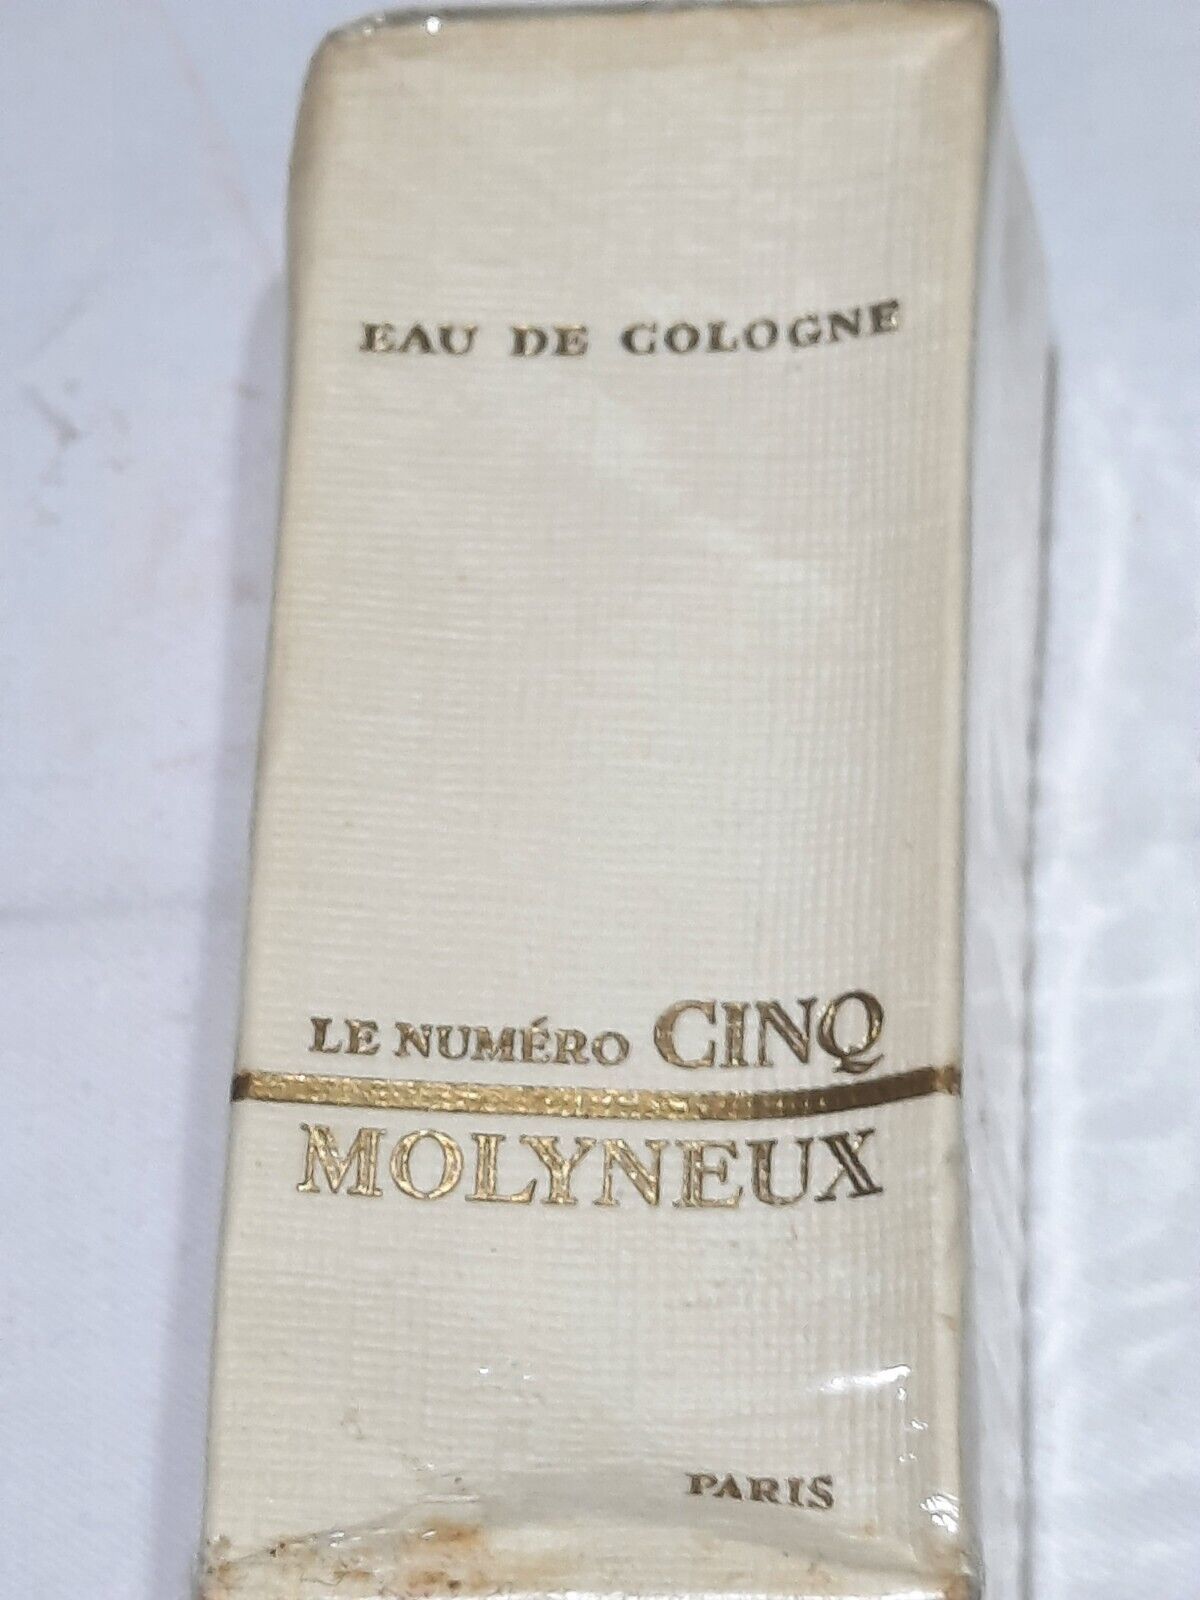 EAU DE COLOGNE
LE NUMÉRO CINQ
MOLYNEUX
PARIS